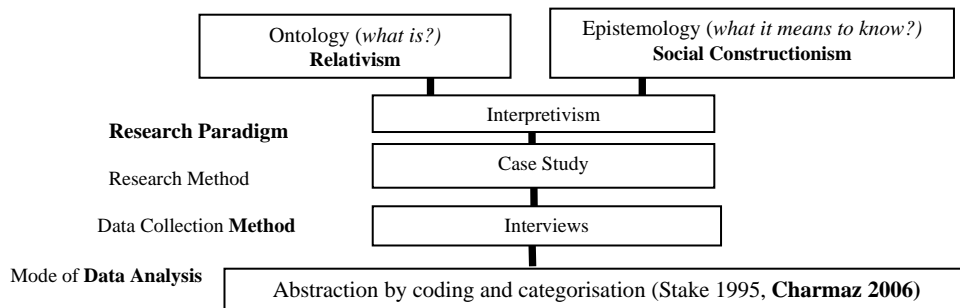 Ontology (what is?)
Relativism
Epistemology (what it means to know?)
Social Constructionism
Research Paradigm
Interpretivism
Research Method
Case Study
Data Collection Method
Interviews
Mode of Data Analysis
Abstraction by coding and categorisation (Stake 1995, Charmaz 2006)